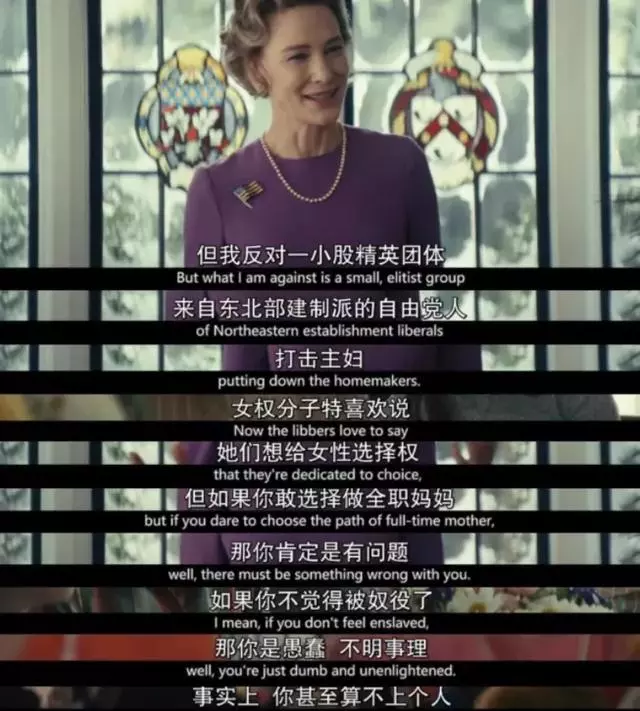 但我反对一小股精英团体
But what I am against is a small, elitist group
来自东北部建制派的自由党人
of Northeastern establishment liberals
打击主妇
putting down the homemakers.
女权分子特喜欢说
Now the libbers love to say
她们想给女性选择权
that they're dedicated to choice,
但如果你敢选择做全职妈妈
but if you dare to choose the path of full-time mother,
那你肯定是有问题
well, there must be something wrong with you.
如果你不觉得被奴役了
I mean, if you don't feel enslaved,
那你是愚蠢 不明事理
well, you're just dumb and unenlightened.
事实上 你甚至算不上个人